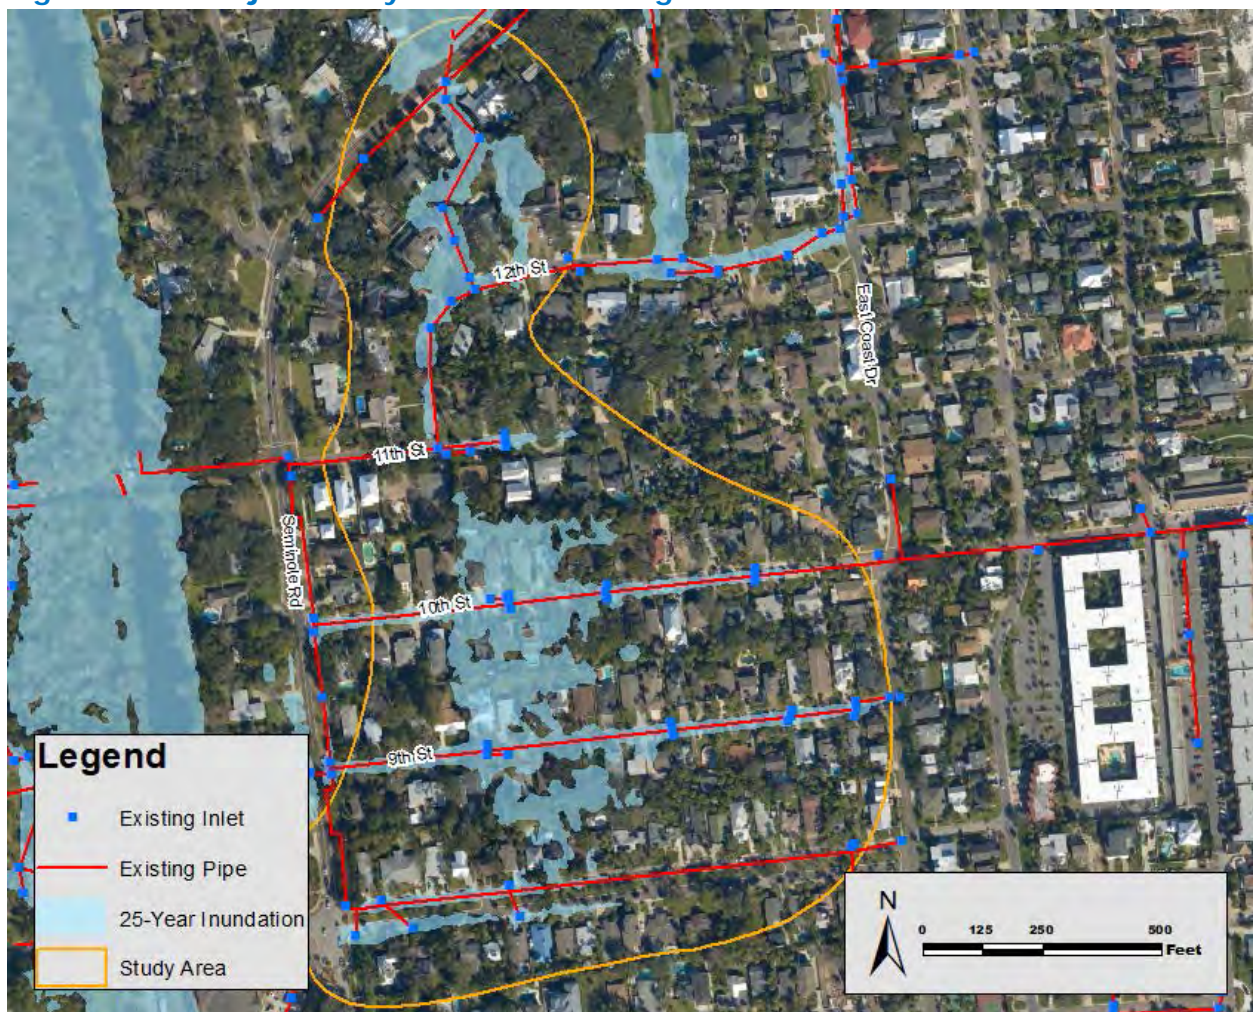 12th St
East Coast Dr
11th St
Seminole Rd
10th St
9th St
Legend
Existing Inlet
Existing Pipe
25-Year Inundation
Study Area
N
0 125 250 500
Feet